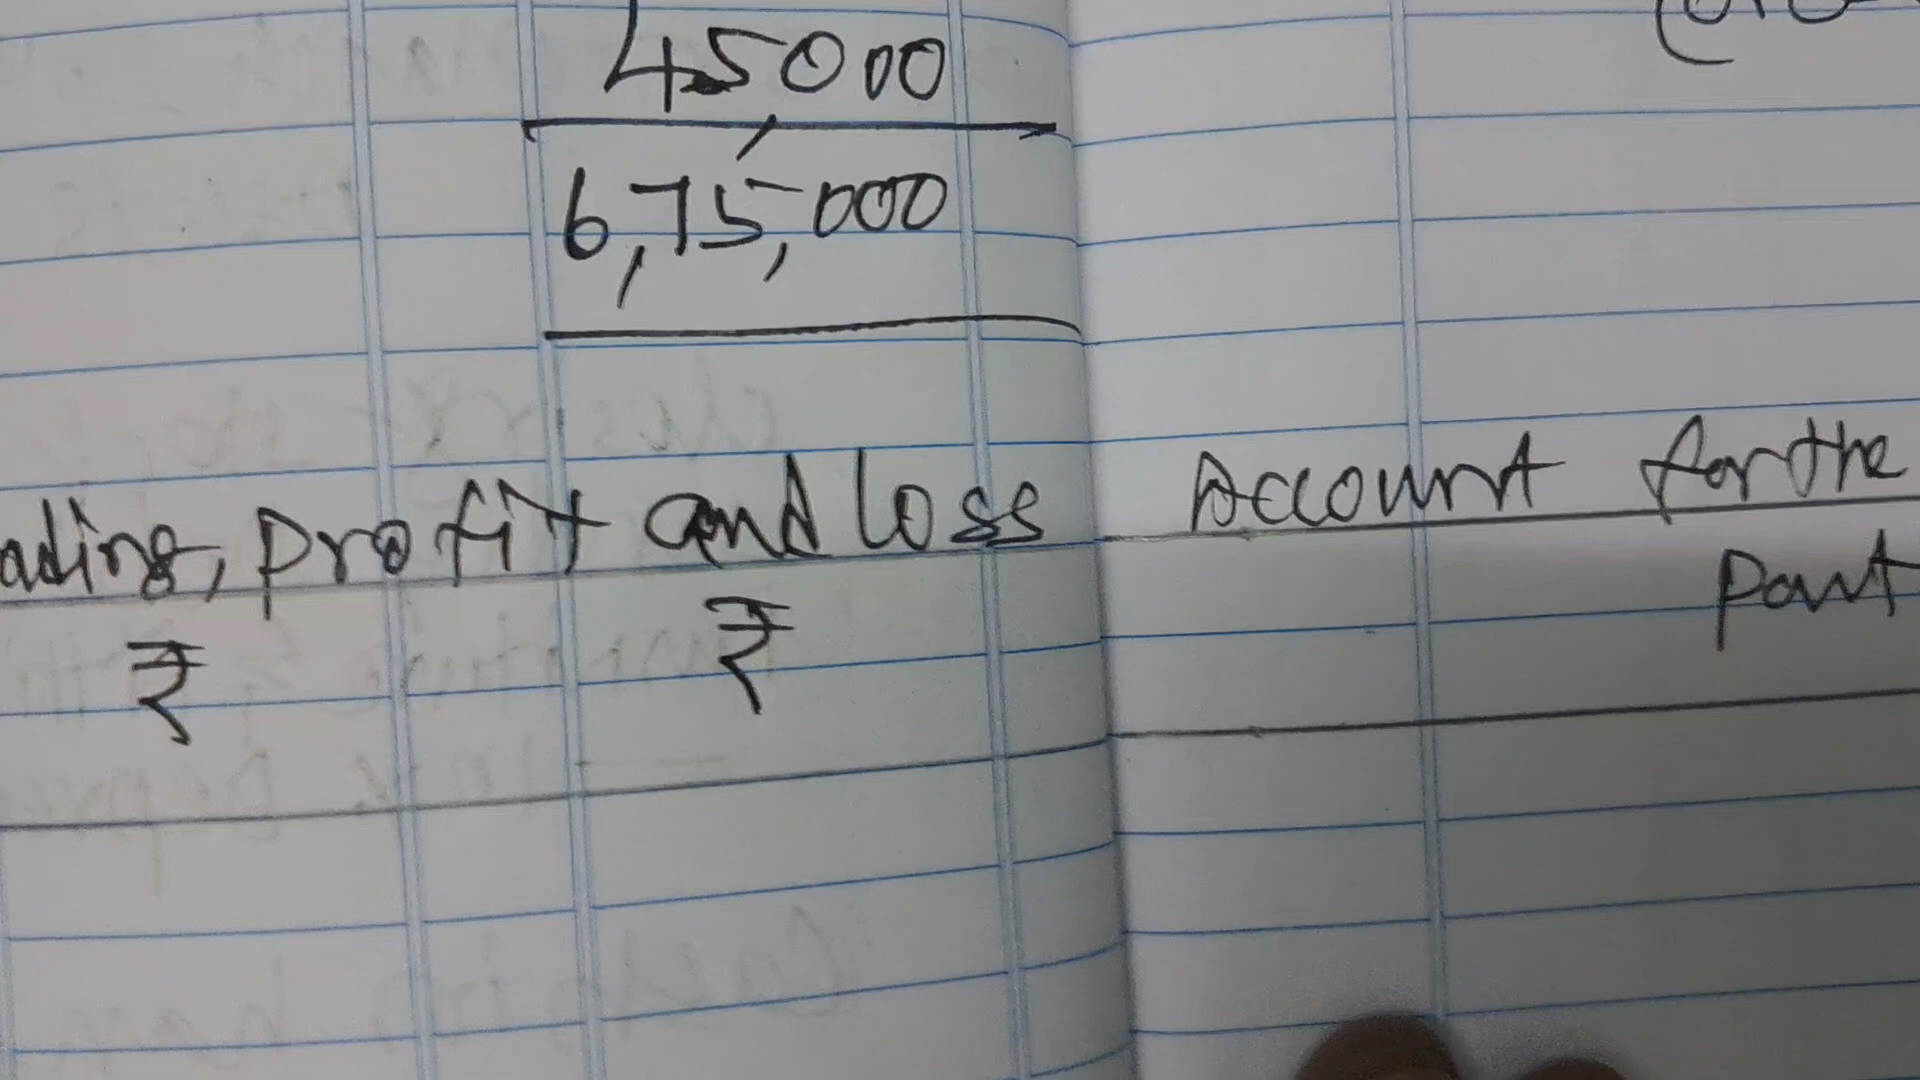 45000
6,75,000
ading, profit and loss Account for the
₹ ₹ Part